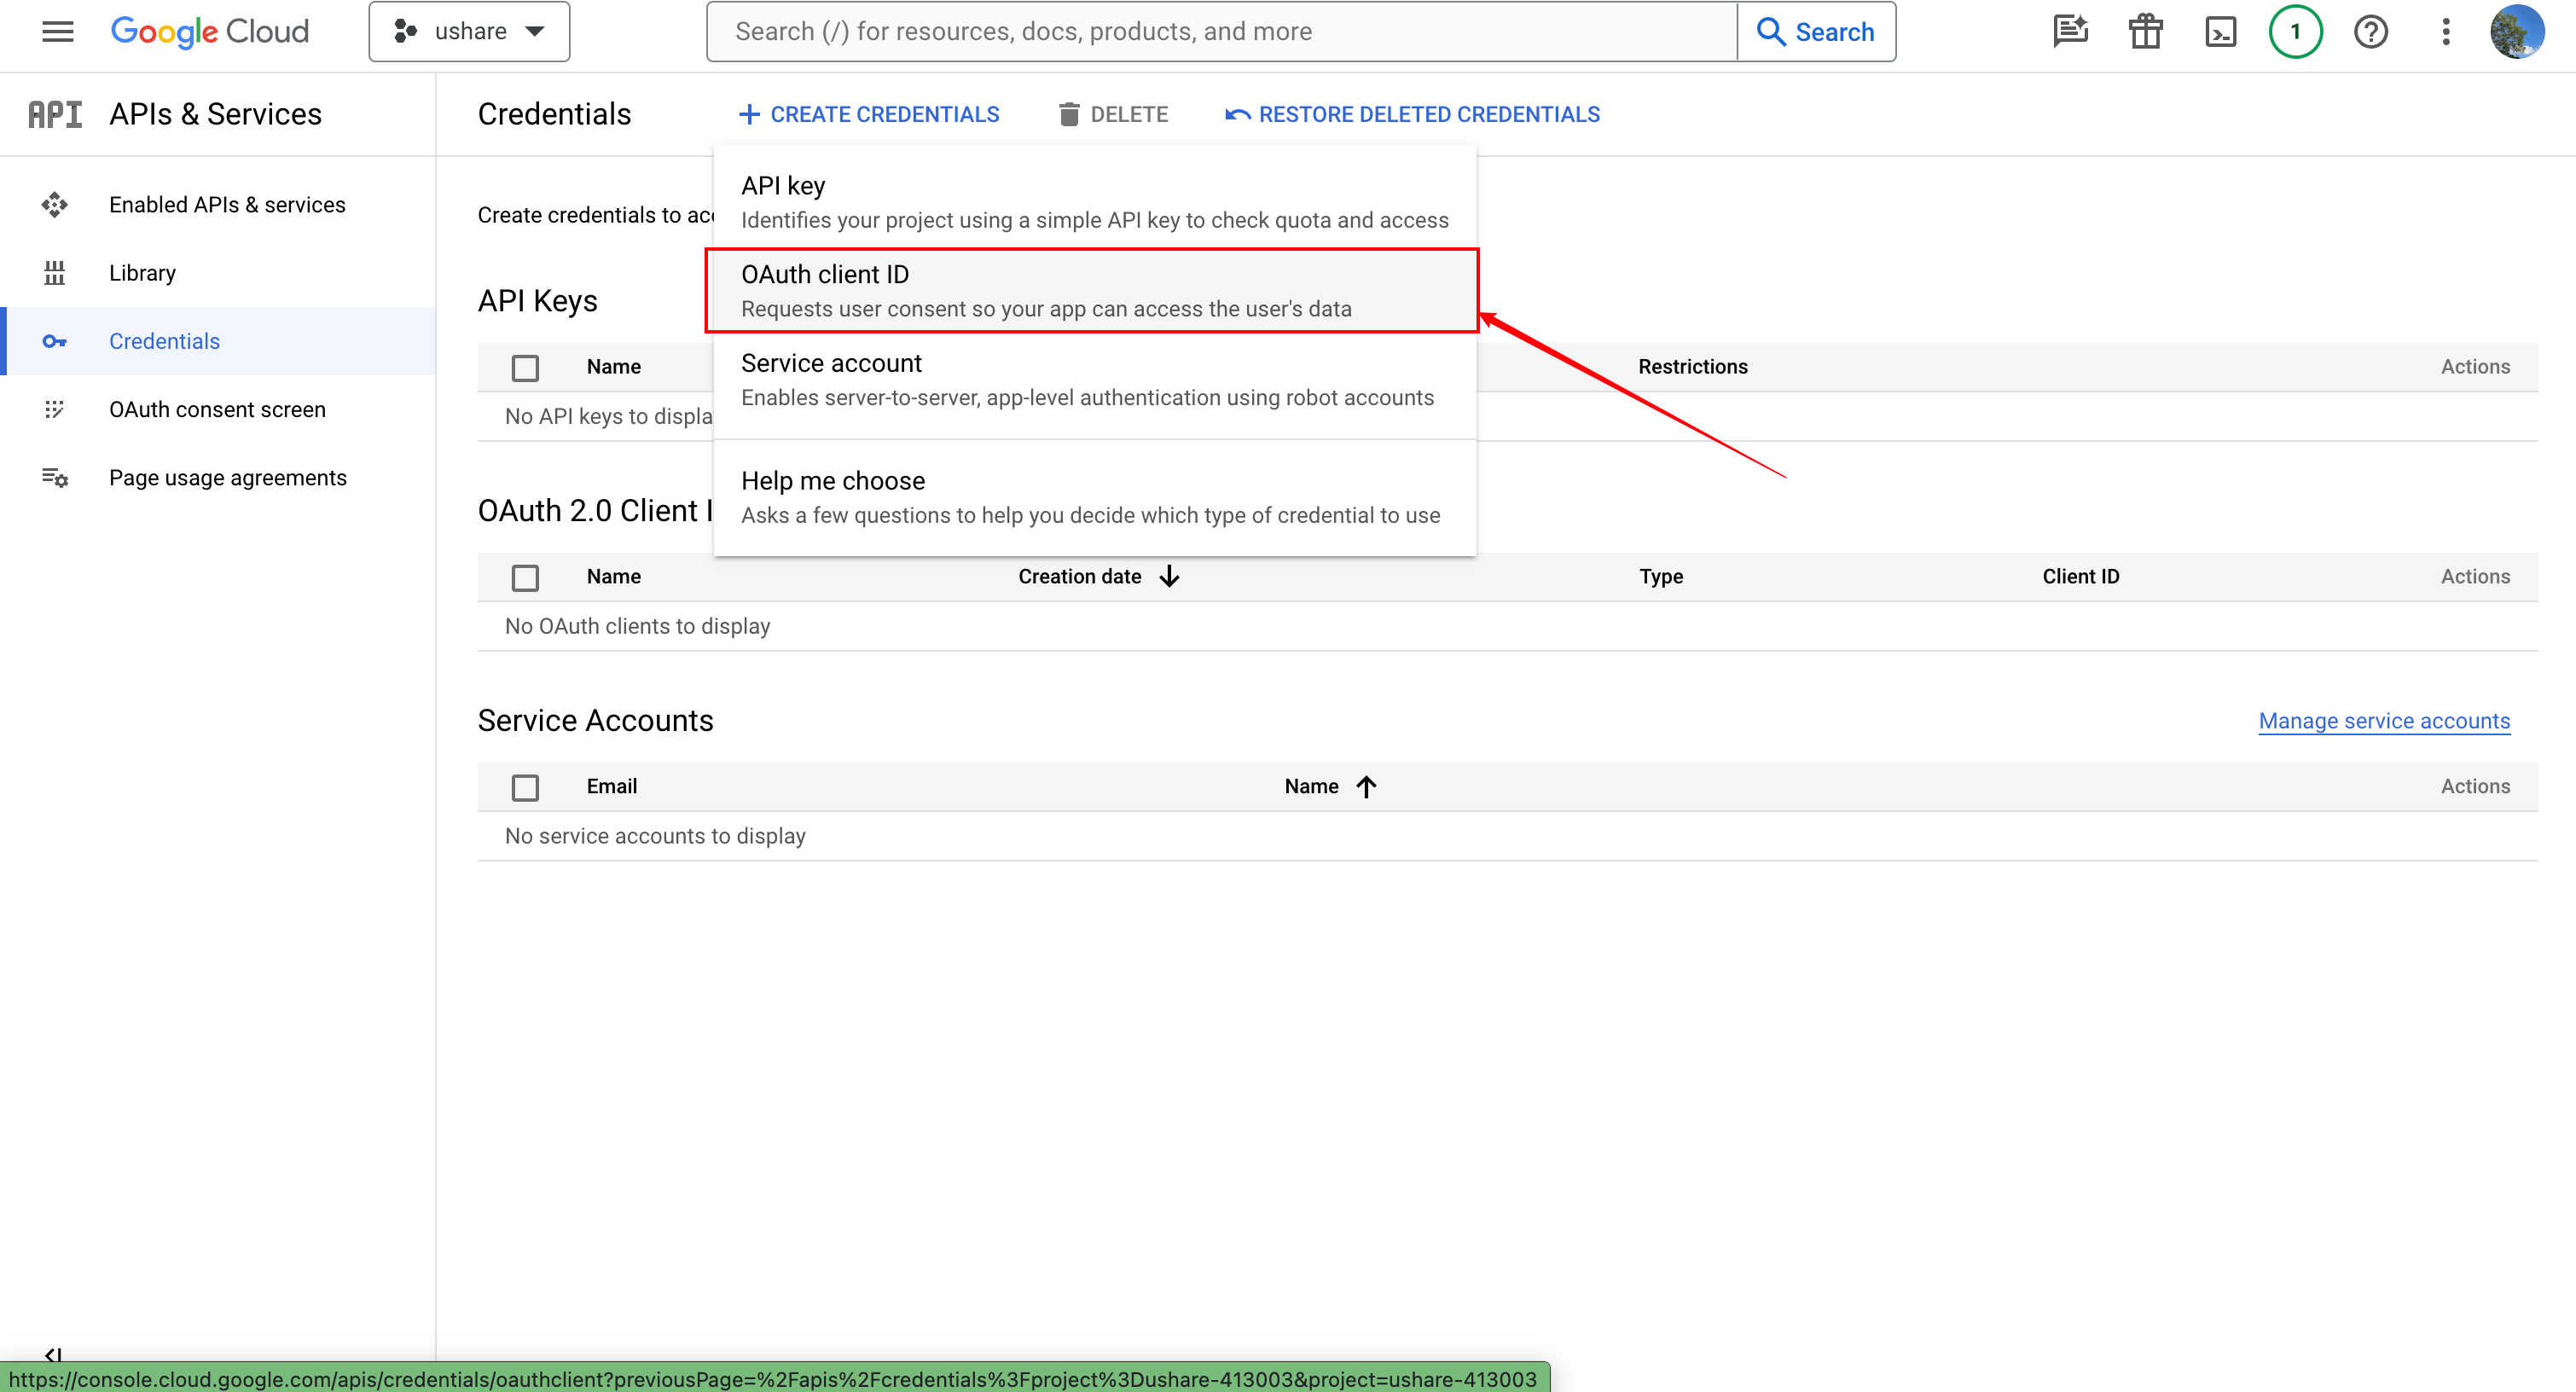 Google Cloud
ushare
Search (/) for resources, docs, products, and more
Search
1
API APIs & Services
Credentials
CREATE CREDENTIALS
DELETE
RESTORE DELETED CREDENTIALS
Enabled APIs & services
Library
Credentials
OAuth consent screen
Page usage agreements
Create credentials to
API key
Identifies your project using a simple API key to check quota and access
OAuth client ID
Requests user consent so your app can access the user's data
Service account
Enables server-to-server, app-level authentication using robot accounts
Help me choose
Asks a few questions to help you decide which type of credential to use
API Keys
Name Restrictions Actions
No API keys to displa
OAuth 2.0 Client I
Name Creation date Type Client ID Actions
No OAuth clients to display
Service Accounts
Manage service accounts
Email Name Actions
No service accounts to display
https://console.cloud.google.com/apis/credentials/oauthclient?previousPage=%2Fapis%2Fcredentials%3Fproject%3Dushare-413003&project=ushare-413003